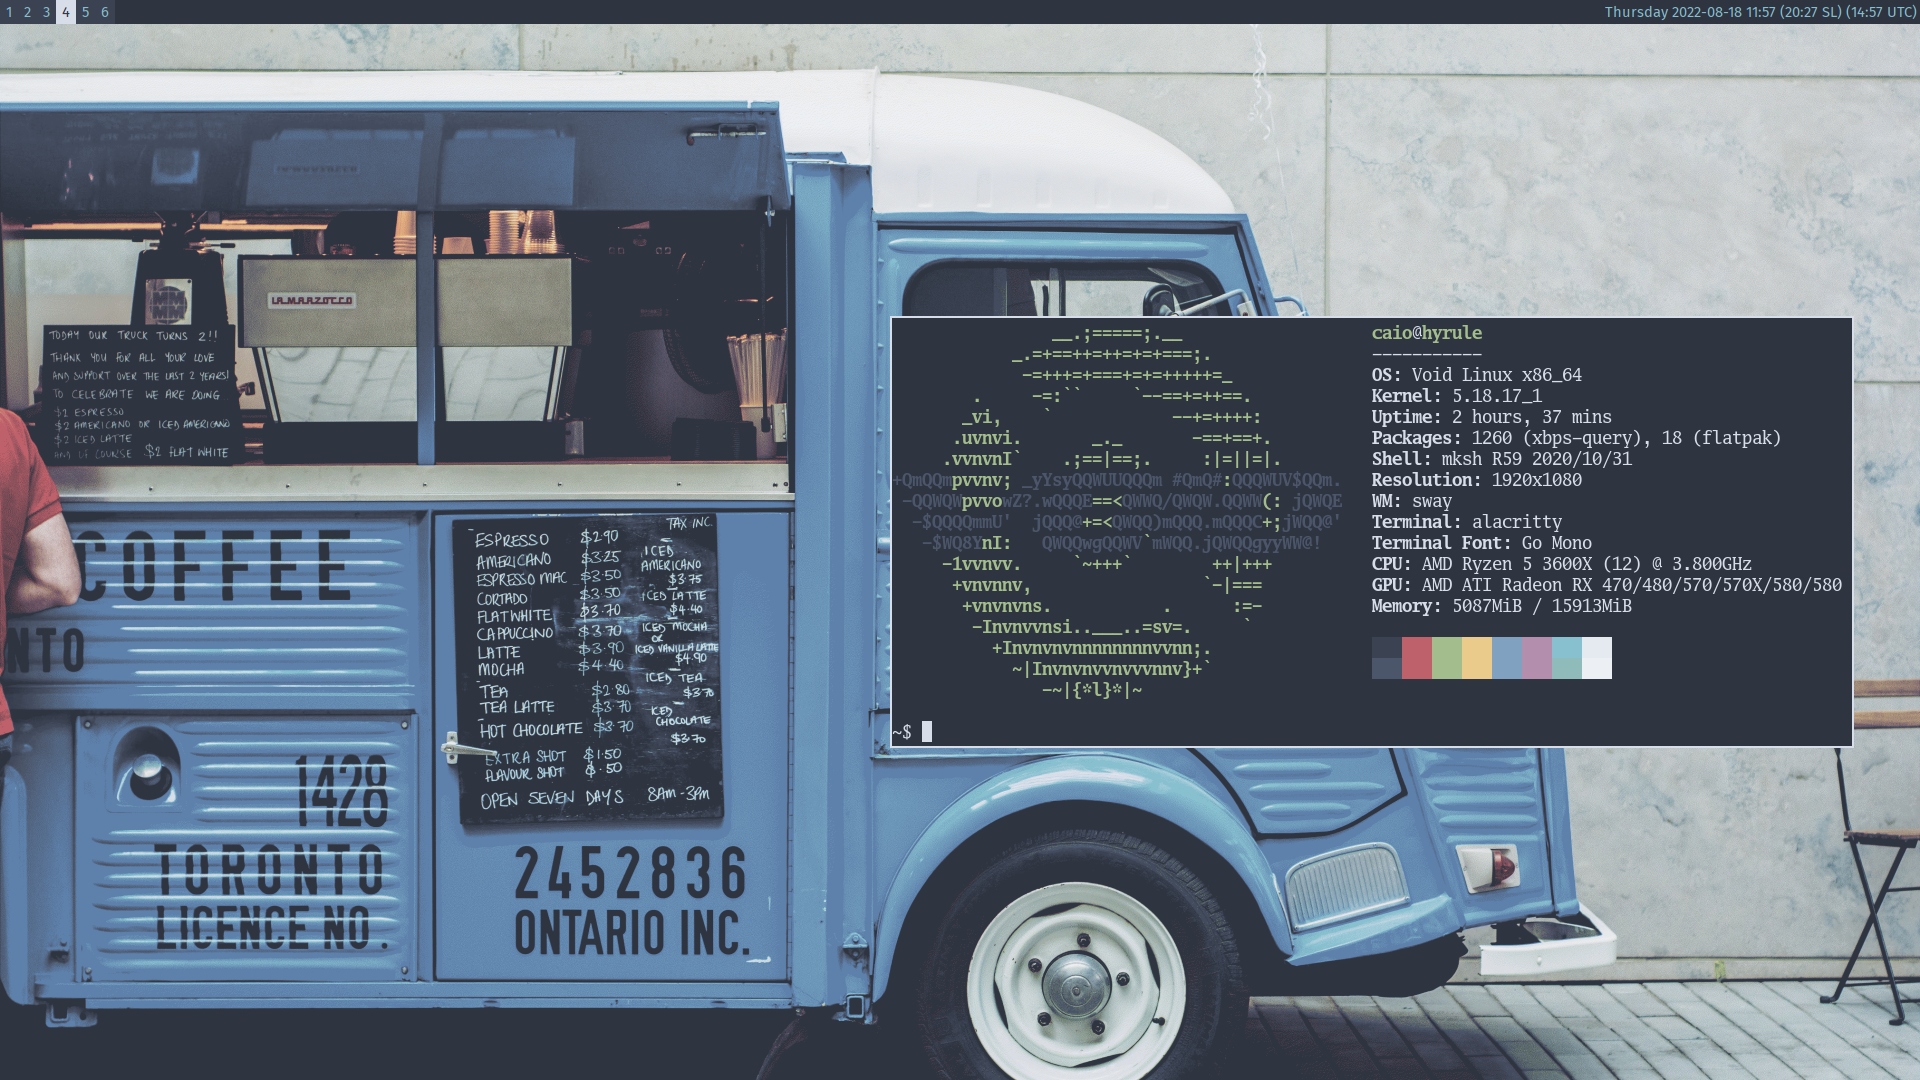 1 2 3 4 5 6
Thursday 2022-08-18 11:57 (20:27 SL) (14:57 UTC)
LA MARZOCCO
TODAY OUR TRUCK TURNS 2!!
THANK YOU FOR ALL YOUR LOVE
AND SUPPORT OVER THE LAST 2 YEARS!
TO CELEBRATE WE ARE DOING
$2 ESPRESSO
$2 AMERICANO OR ICED AMERICANO
$2 ICED LATTE
AND OF COURSE $2 FLAT WHITE
COFFEE
NTO
1428
TORONTO
LICENCE NO.
TAX INC.
ESPRESSO $2.90
AMERICANO $3.25
ESPRESSO MAC $3.50
CORTADO $3.50
FLAT WHITE $3.70
CAPPUCCINO $3.70
LATTE $3.90
MOCHA $4.40
TEA $2.80
TEA LATTE $3.70
HOT CHOCOLATE $3.70
EXTRA SHOT $1.50
FLAVOUR SHOT $.50
ICED
AMERICANO
$3.75
ICED LATTE
$4.40
ICED MOCHA
OR
ICED VANILLA LATTE
$4.90
ICED TEA
$3.70
ICED
CHOCOLATE
$3.70
OPEN SEVEN DAYS 8AM-3PM
2452836
ONTARIO INC.
caio@hyrule
-----------
OS: Void Linux x86_64
Kernel: 5.18.17_1
Uptime: 2 hours, 37 mins
Packages: 1260 (xbps-query), 18 (flatpak)
Shell: mksh R59 2020/10/31
Resolution: 1920x1080
WM: sway
Terminal: alacritty
Terminal Font: Go Mono
CPU: AMD Ryzen 5 3600X (12) @ 3.800GHz
GPU: AMD ATI Radeon RX 470/480/570/570X/580/580
Memory: 5087MiB / 15913MiB
~$